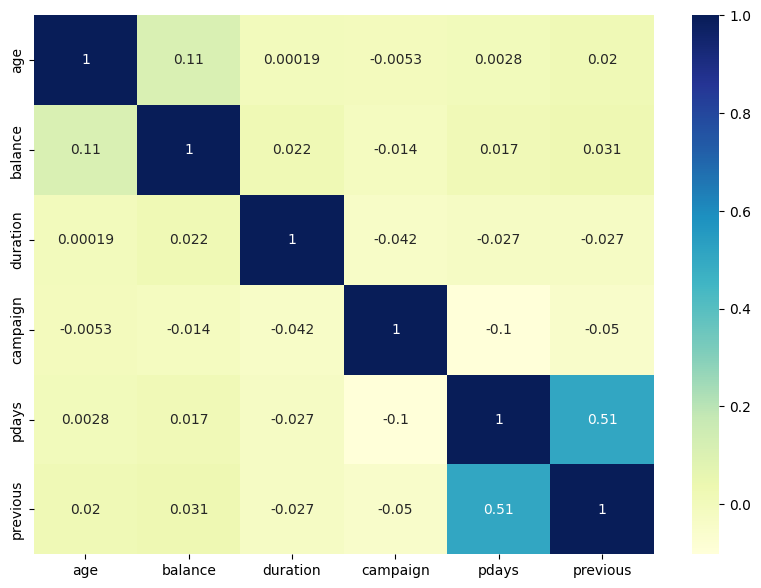 age 1 0.11 0.00019 -0.0053 0.0028 0.02
balance 0.11 1 0.022 -0.014 0.017 0.031
duration 0.00019 0.022 1 -0.042 -0.027 -0.027
campaign -0.0053 -0.014 -0.042 1 -0.1 -0.05
pdays 0.0028 0.017 -0.027 -0.1 1 0.51
previous 0.02 0.031 -0.027 -0.05 0.51 1
age balance duration campaign pdays previous
1.0
0.8
0.6
0.4
0.2
0.0